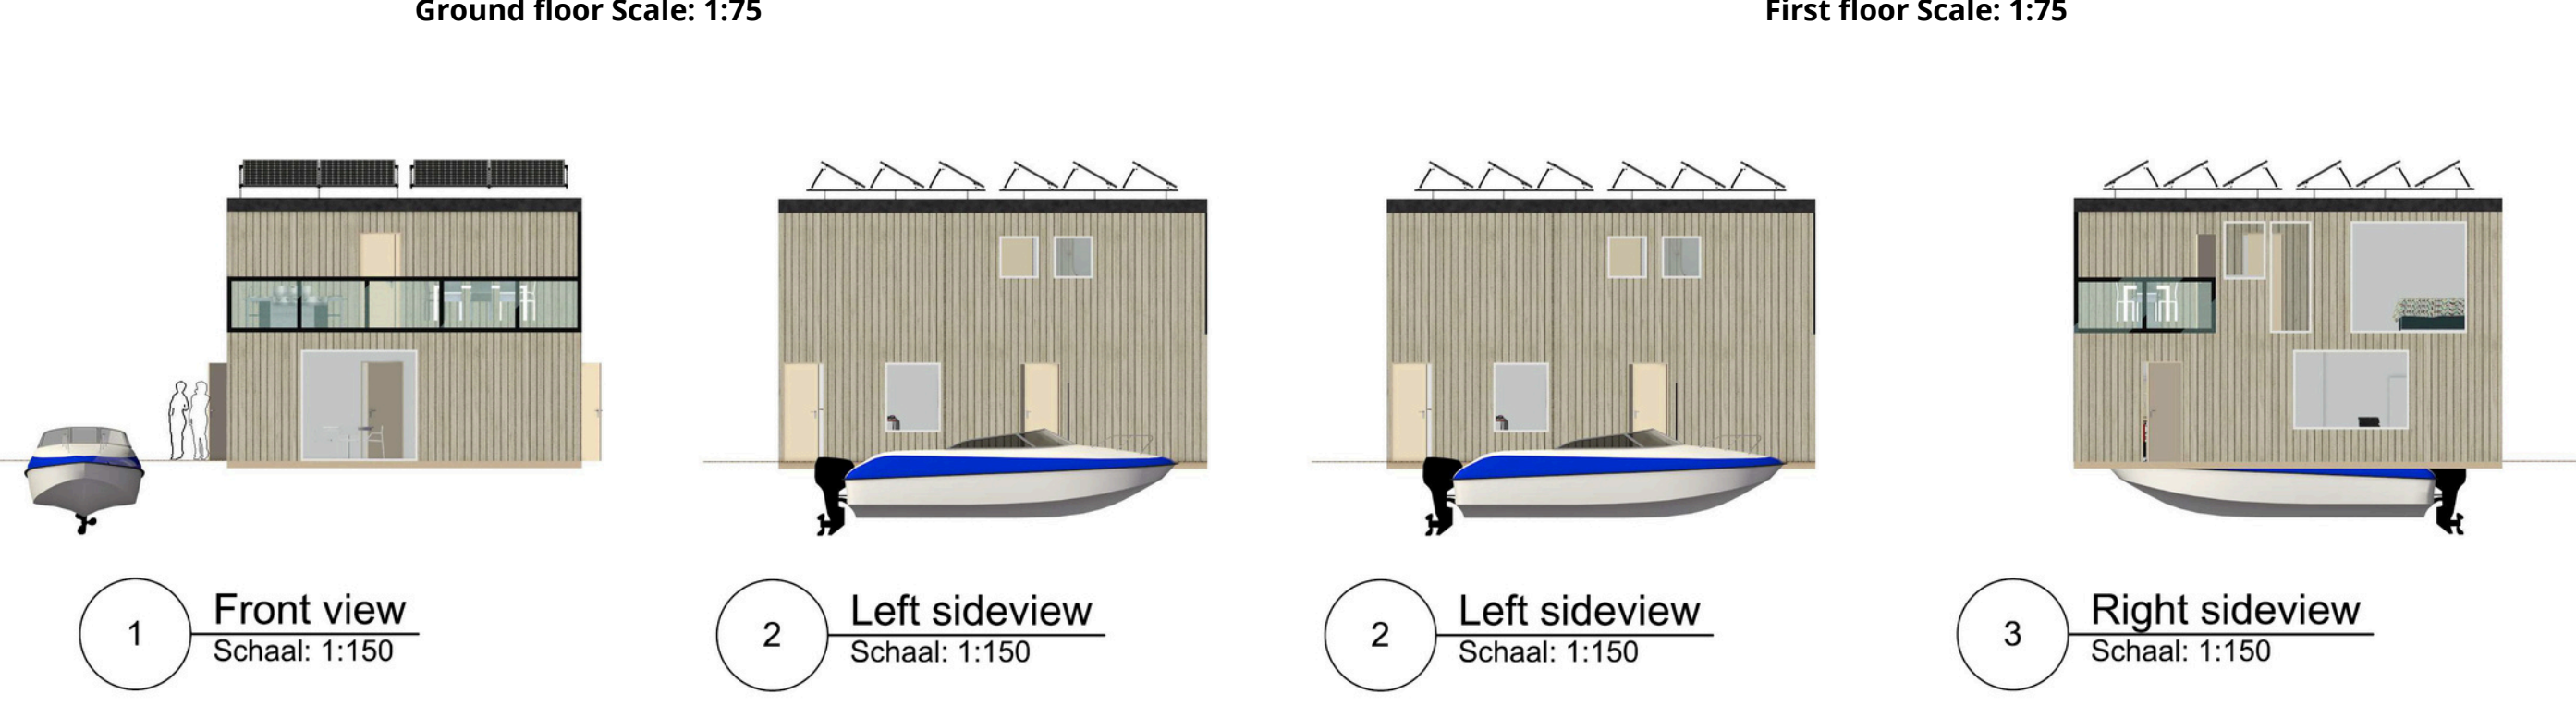 Ground floor Scale: 1:75
First floor Scale: 1:75
1
Front view
Schaal: 1:150
2
Left sideview
Schaal: 1:150
2
Left sideview
Schaal: 1:150
3
Right sideview
Schaal: 1:150